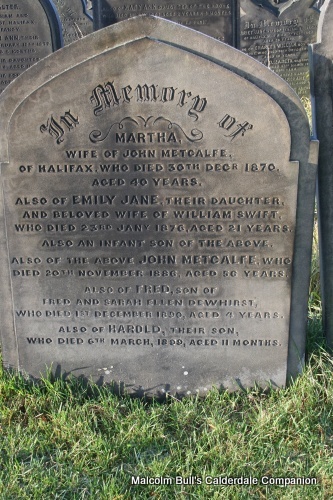 In Memory of
MARTHA,
WIFE OF JOHN METCALFE,
OF HALIFAX, WHO DIED 30TH DECR 1870,
AGED 40 YEARS.
ALSO OF EMILY JANE, THEIR DAUGHTER,
AND BELOVED WIFE OF WILLIAM SWIFT,
WHO DIED 23RD JANY 1876, AGED 21 YEARS.
ALSO AN INFANT SON OF THE ABOVE.
ALSO OF THE ABOVE JOHN METCALFE, WHO
DIED 20TH NOVEMBER 1886, AGED 56 YEARS.
ALSO OF FRED, SON OF
FRED AND SARAH ELLEN DEWHIRST,
WHO DIED 1ST DECEMBER 1896, AGED 4 YEARS.
ALSO OF HAROLD, THEIR SON,
WHO DIED 6TH MARCH, 1899, AGED 11 MONTHS.
Malcolm Bull's Calderdale Companion